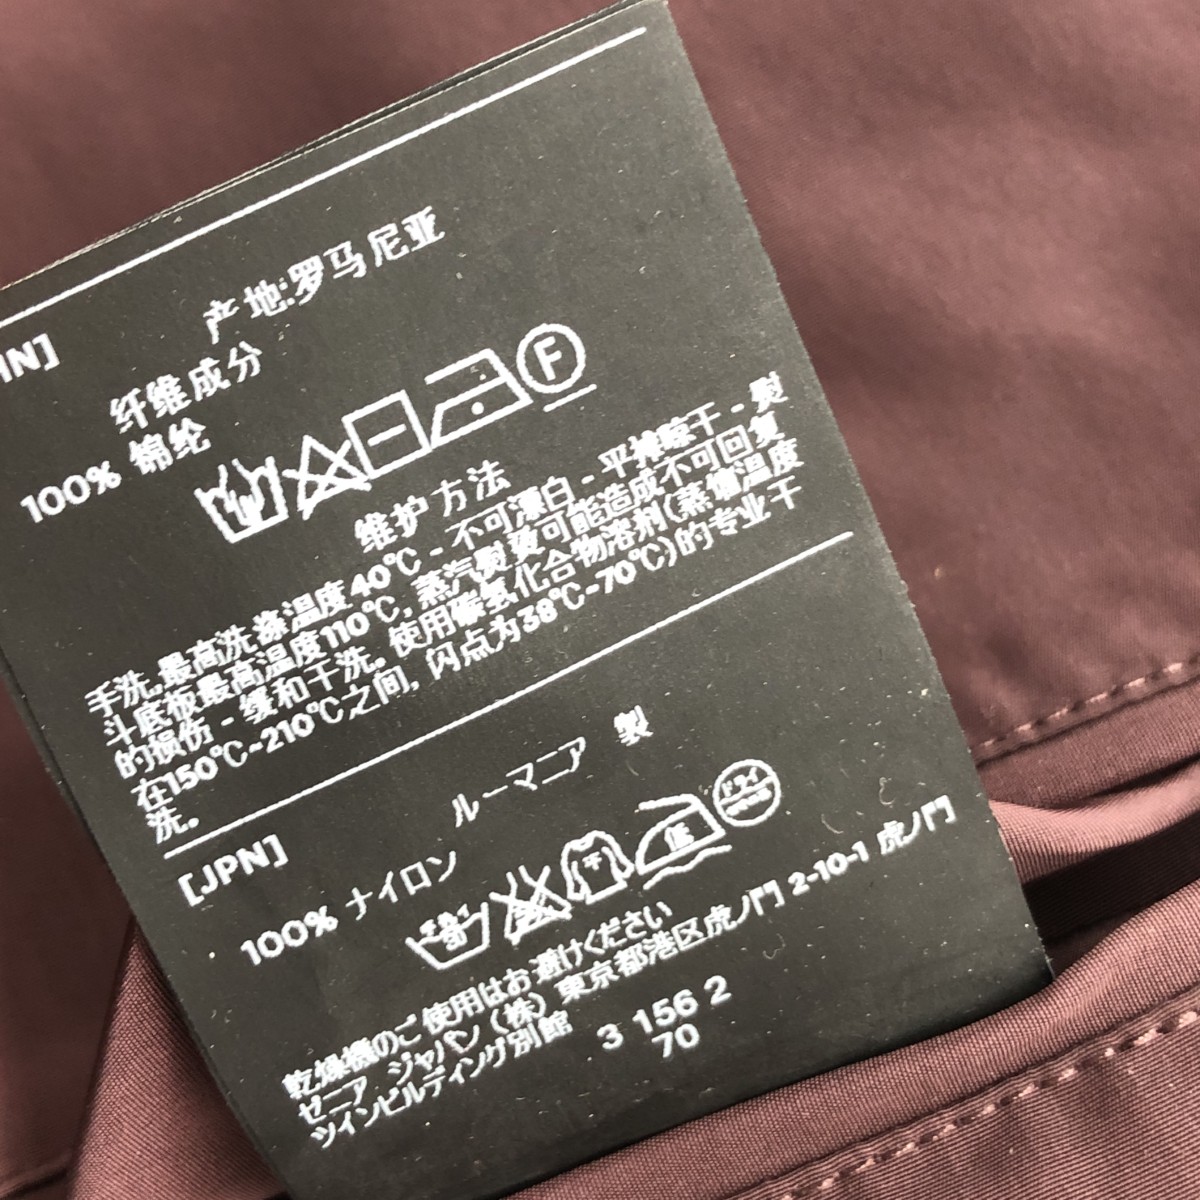 IN]
产地:罗马尼亚
纤维成分
100% 锦纶
F
维护方法
手洗,最高洗涤温度40℃ - 不可漂白 - 平摊晾干 - 熨
斗底板最高温度110℃, 蒸汽熨烫可能造成不可回复
的损伤 - 缓和干洗。使用碳氢化合物溶剂(蒸馏温度
在150℃~210℃之间, 闪点为38℃~70℃)的专业干
洗。
[JPN]
ルーマニア 製
100% ナイロン
低
ドライ
乾燥機のご使用はお避けください
ゼニア ジャパン (株) 東京都港区虎ノ門 2-10-1 虎ノ門
ツインビルディング別館
3 156 2
70